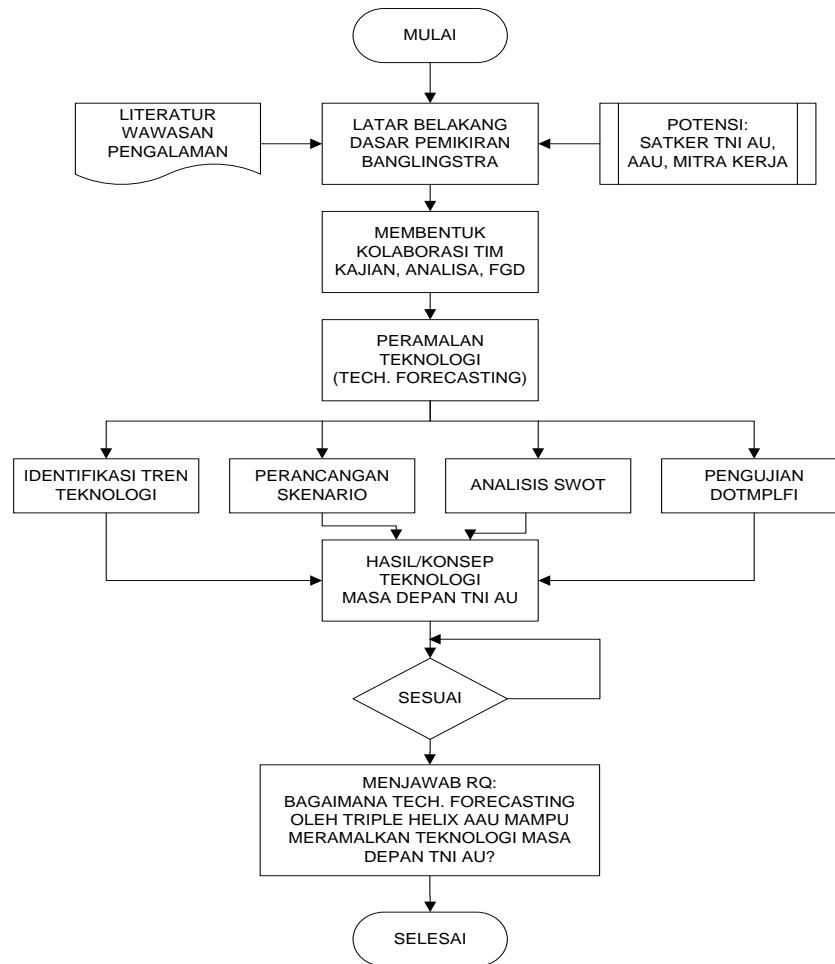 MULAI
LITERATUR
WAWASAN
PENGALAMAN
LATAR BELAKANG
DASAR PEMIKIRAN
BANGLINGSTRA
POTENSI:
SATKER TNI AU,
AAU, MITRA KERJA
MEMBENTUK
KOLABORASI TIM
KAJIAN, ANALISA, FGD
PERAMALAN
TEKNOLOGI
(TECH. FORECASTING)
IDENTIFIKASI TREN
TEKNOLOGI
PERANCANGAN
SKENARIO
ANALISIS SWOT
PENGUJIAN
DOTMPLFI
HASIL/KONSEP
TEKNOLOGI
MASA DEPAN TNI AU
SESUAI
MENJAWAB RQ:
BAGAIMANA TECH. FORECASTING
OLEH TRIPLE HELIX AAU MAMPU
MERAMALKAN TEKNOLOGI MASA
DEPAN TNI AU?
SELESAI